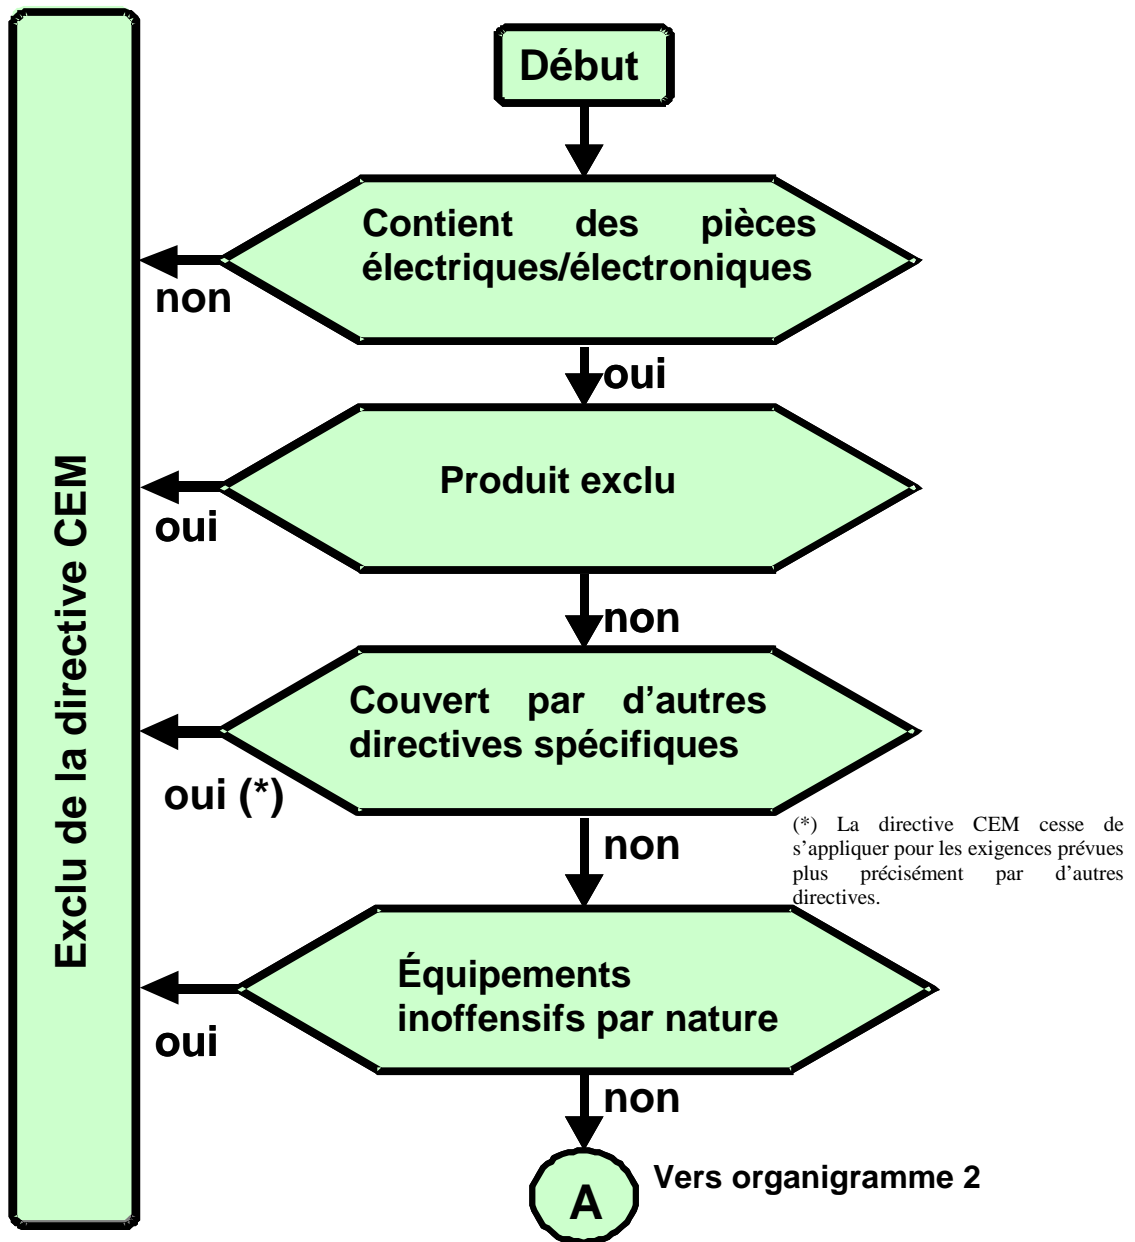 Début
Contient des pièces
électriques/électroniques
non
oui
Produit exclu
oui
non
Couvert par d'autres
directives spécifiques
oui (*)
non
(*) La directive CEM cesse de
s'appliquer pour les exigences prévues
plus précisément par d'autres
directives.
Équipements
inoffensifs par nature
oui
non
A
Vers organigramme 2
Exclu de la directive CEM